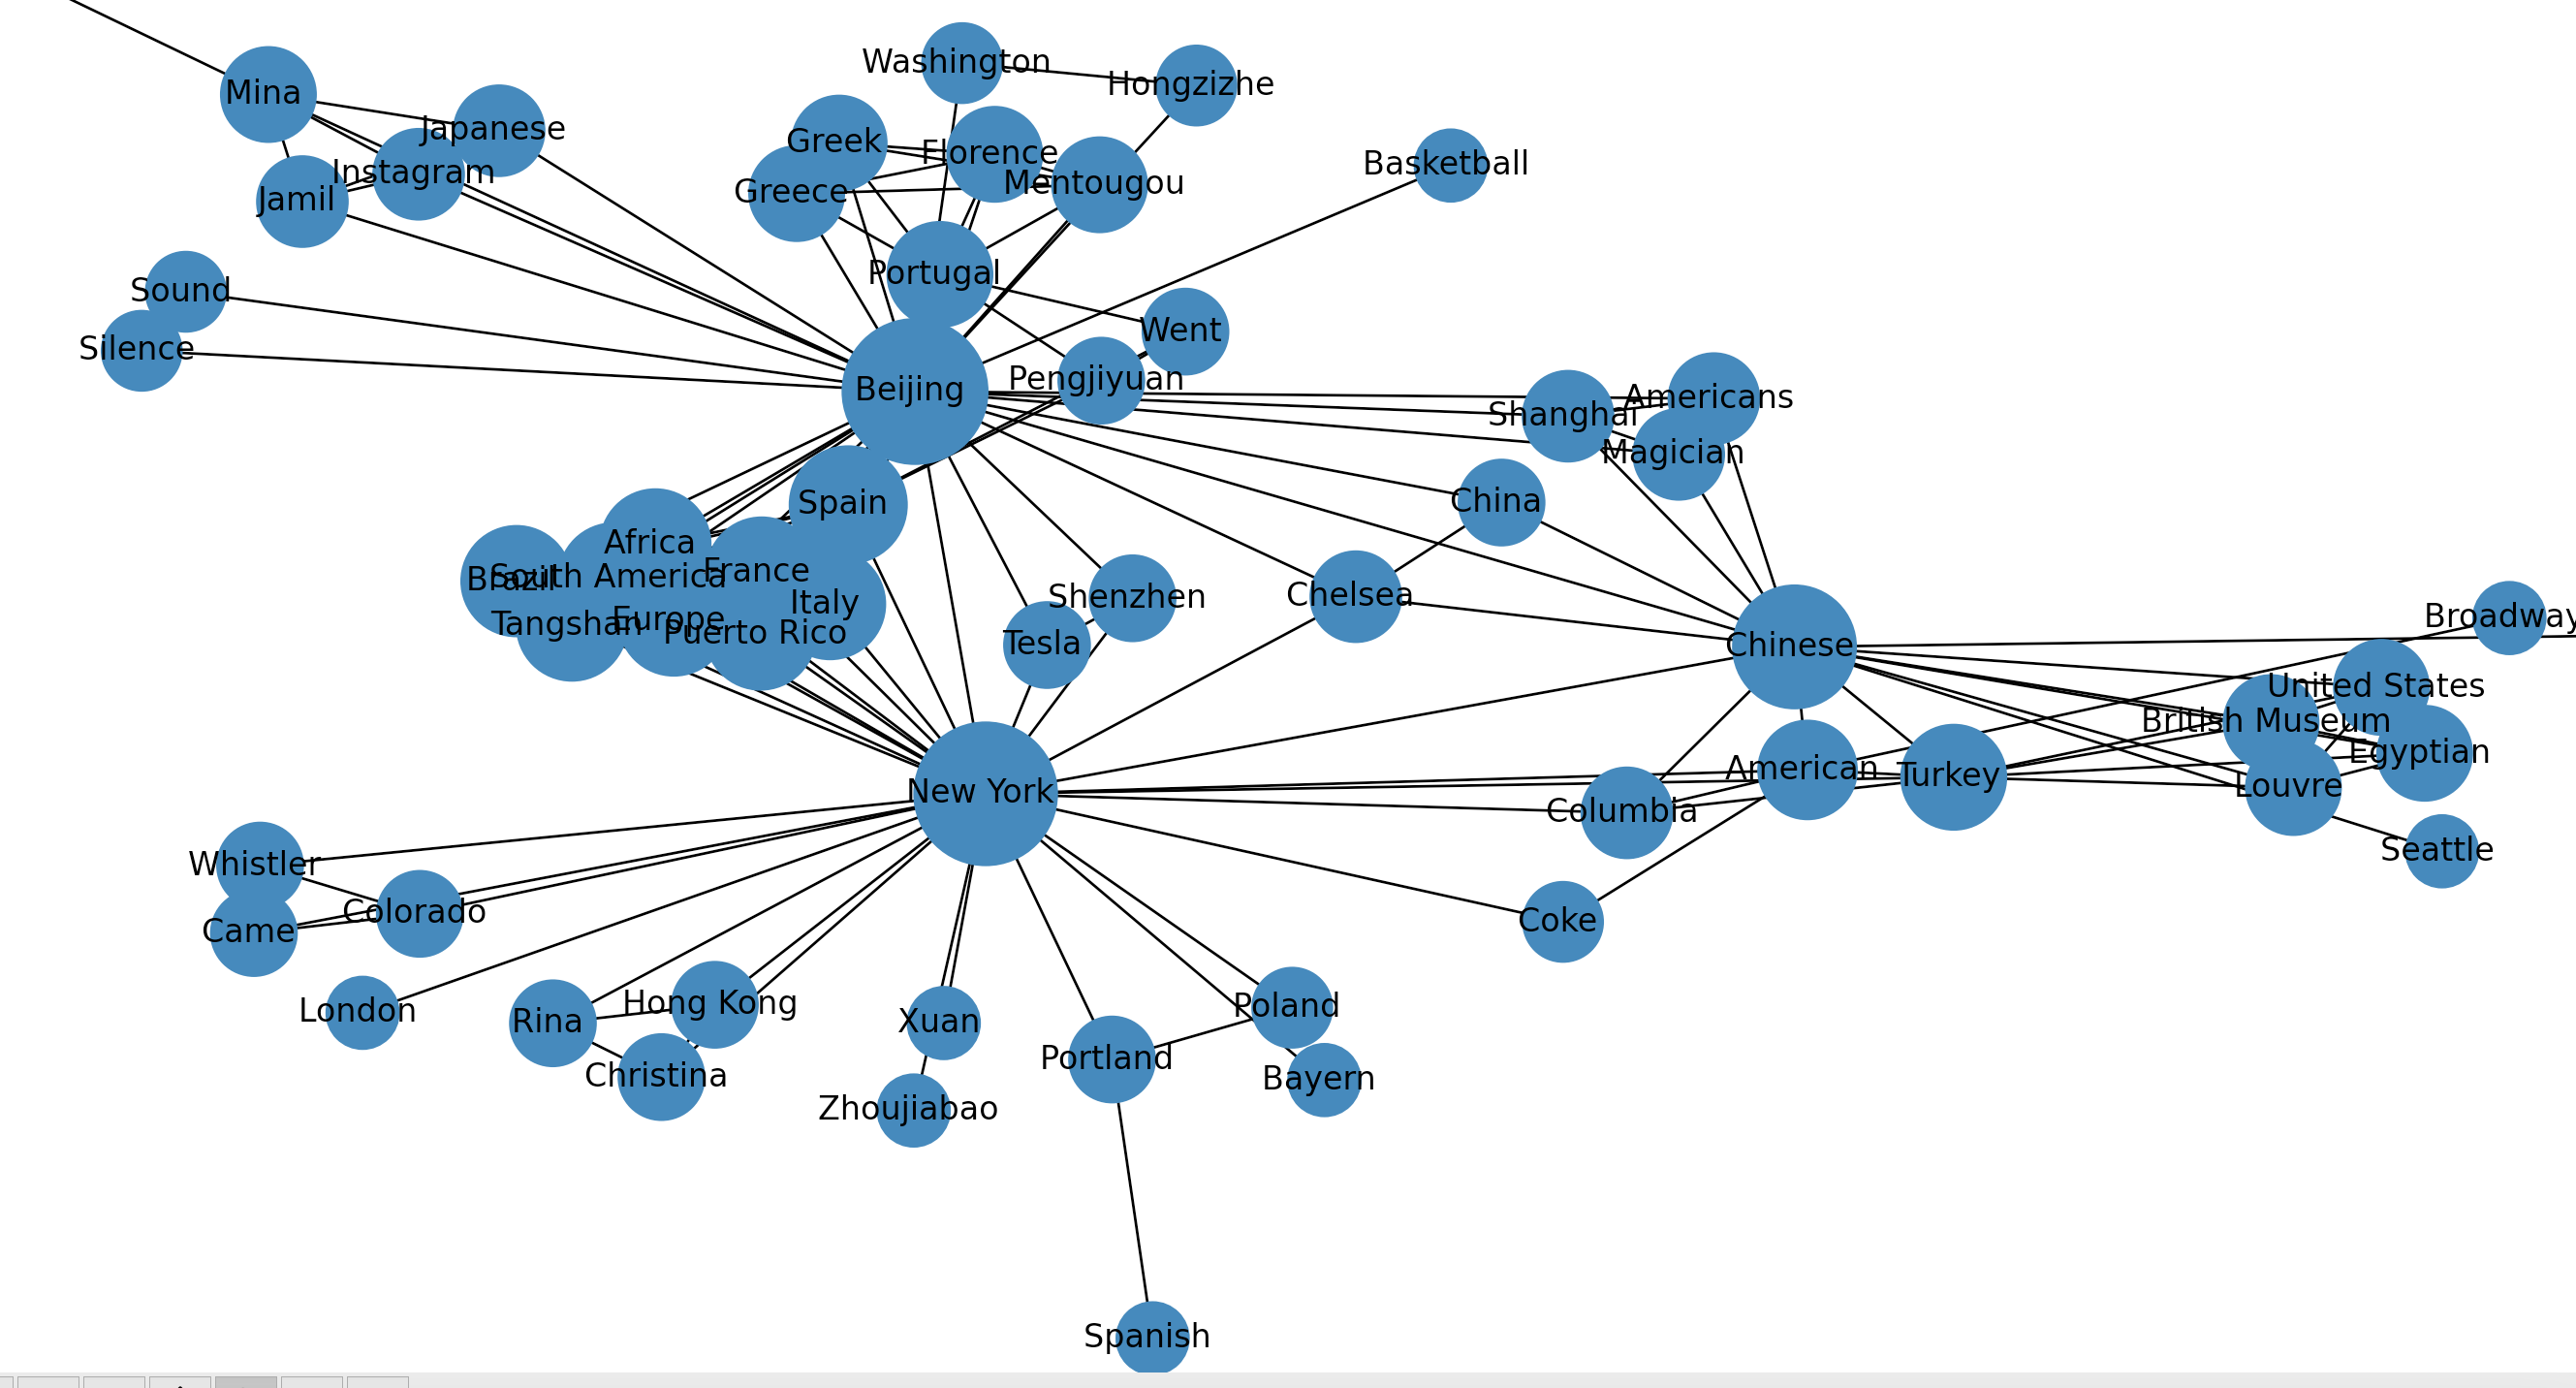 Washington
Hongzizhe
Mina
Japanese
Greek
Florence
Basketball
Instagram
Mentougou
Jamil
Greece
Portugal
Sound
Went
Silence
Pengjiyuan
Beijing
Americans
Shanghai
Magician
Spain
China
Africa
France
South America
Brazil
Shenzhen
Chelsea
Italy
Broadway
Europe
Tangshan
Puerto Rico
Tesla
Chinese
United States
British Museum
Egyptian
American
Turkey
Louvre
New York
Columbia
Seattle
Whistler
Colorado
Coke
Came
Hong Kong
Poland
London
Rina
Xuan
Portland
Christina
Bayern
Zhoujiabao
Spanish